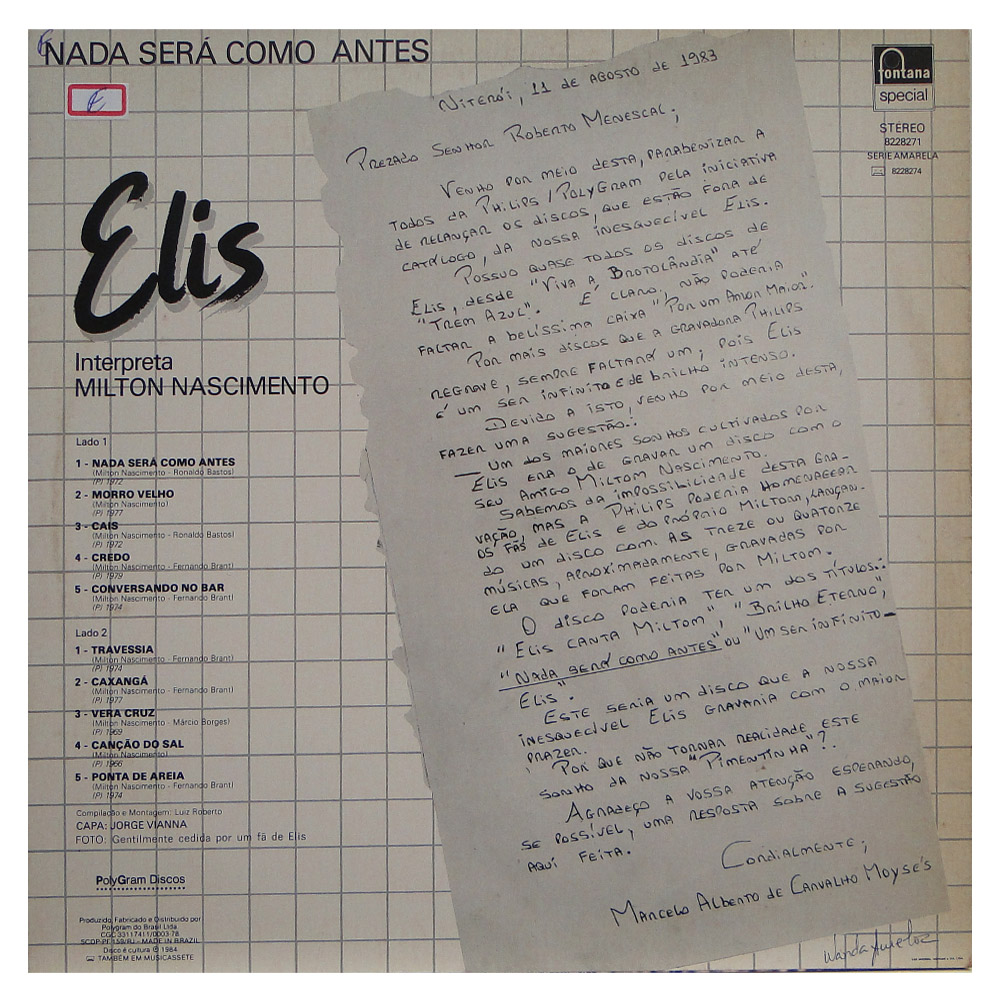 NADA SERÁ COMO ANTES
Elis
Interpreta
MILTON NASCIMENTO
Lado 1
1 - NADA SERÁ COMO ANTES
(Milton Nascimento - Ronaldo Bastos)
(P) 1972
2 - MORRO VELHO
(Milton Nascimento)
(P) 1977
3 - CAIS
(Milton Nascimento - Ronaldo Bastos)
(P) 1972
4 - CREDO
(Milton Nascimento - Fernando Brant)
(P) 1979
5 - CONVERSANDO NO BAR
(Milton Nascimento - Fernando Brant)
(P) 1974
Lado 2
1 - TRAVESSIA
(Milton Nascimento - Fernando Brant)
(P) 1974
2 - CAXANGÁ
(Milton Nascimento - Fernando Brant)
(P) 1977
3 - VERA CRUZ
(Milton Nascimento - Márcio Borges)
(P) 1969
4 - CANÇÃO DO SAL
(Milton Nascimento)
(P) 1966
5 - PONTA DE AREIA
(Milton Nascimento - Fernando Brant)
(P) 1974
Compilação e Montagem: Luiz Roberto
CAPA: JORGE VIANNA
FOTO: Gentilmente cedida por um fã de Elis
PolyGram Discos
Produzido, Fabricado e Distribuído por
Polygram do Brasil Ltda.
CGC 33117411/0003-78
SCDP-PF 159/RJ - MADE IN BRAZIL
Disco é cultura ℗ 1984
TAMBÉM EM MUSICASSETE
NITERÓI, 11 DE AGOSTO DE 1983
PREZADO SENHOR ROBERTO MENESCAL;
VENHO POR MEIO DESTA, PARABENIZAR A
TODOS DA PHILIPS / POLYGRAM PELA INICIATIVA
DE RELANÇAR OS DISCOS, QUE ESTÃO FORA DE
CATÁLOGO, DA NOSSA INESQUECÍVEL ELIS.
POSSUO QUASE TODOS OS DISCOS DE
ELIS, DESDE "VIVA A BROTOLÂNDIA" ATÉ
"TREM AZUL". É CLARO, NÃO PODERIA
FALTAR A BELÍSSIMA CAIXA "POR UM AMOR MAIOR".
POR MAIS DISCOS QUE A GRAVADORA PHILIPS
REGRAVE, SEMPRE FALTARÁ UM; POIS ELIS
É UM SER INFINITO E DE BRILHO INTENSO.
DEVIDO A ISTO, VENHO POR MEIO DESTA,
FAZER UMA SUGESTÃO:
— UM DOS MAIORES SONHOS CULTIVADOS POR
ELIS ERA O DE GRAVAR UM DISCO COM O
SEU AMIGO MILTOM NASCIMENTO.
SABEMOS DA IMPOSSIBILIDADE DESTA GRA-
VAÇÃO, MAS A PHILIPS PODERIA HOMENAGEAR
OS FÃS DE ELIS E DO PRÓPRIO MILTOM, LANÇAN-
DO UM DISCO COM AS TREZE OU QUATORZE
MÚSICAS, APROXIMADAMENTE, GRAVADAS POR
ELA QUE FORAM FEITAS POR MILTOM.
O DISCO PODERIA TER UM DOS TÍTULOS:
"ELIS CANTA MILTOM", "BRILHO ETERNO",
"NADA SERÁ COMO ANTES" OU "UM SER INFINITO—
ELIS".
ESTE SERIA UM DISCO QUE A NOSSA
INESQUECÍVEL ELIS GRAVARIA COM O MAIOR
PRAZER.
POR QUE NÃO TORNAR REALIDADE ESTE
SONHO DA NOSSA "PIMENTINHA"?
AGRADEÇO A VOSSA ATENÇÃO ESPERANDO,
SE POSSÍVEL, UMA RESPOSTA SOBRE A SUGESTÃO
AQUI FEITA.
CORDIALMENTE;
MARCELO ALBERTO DE CARVALHO MOYSÉS
fontana
special
STEREO
8228271
SERIE AMARELA
8228274